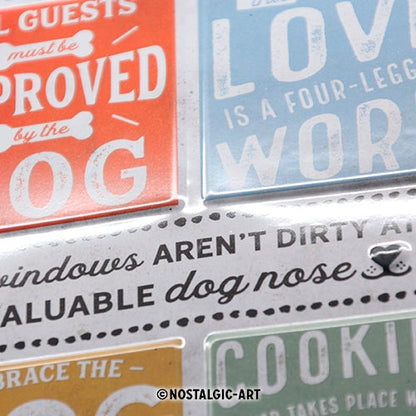 L GUESTS
must be
PROVED
by the
OG
LOV
IS A FOUR-LEGG
WOR
windows AREN'T DIRTY
VALUABLE dog nose
BRACE THE –
OG
COOKI
TAKES PLACE
©NOSTALGIC-ART